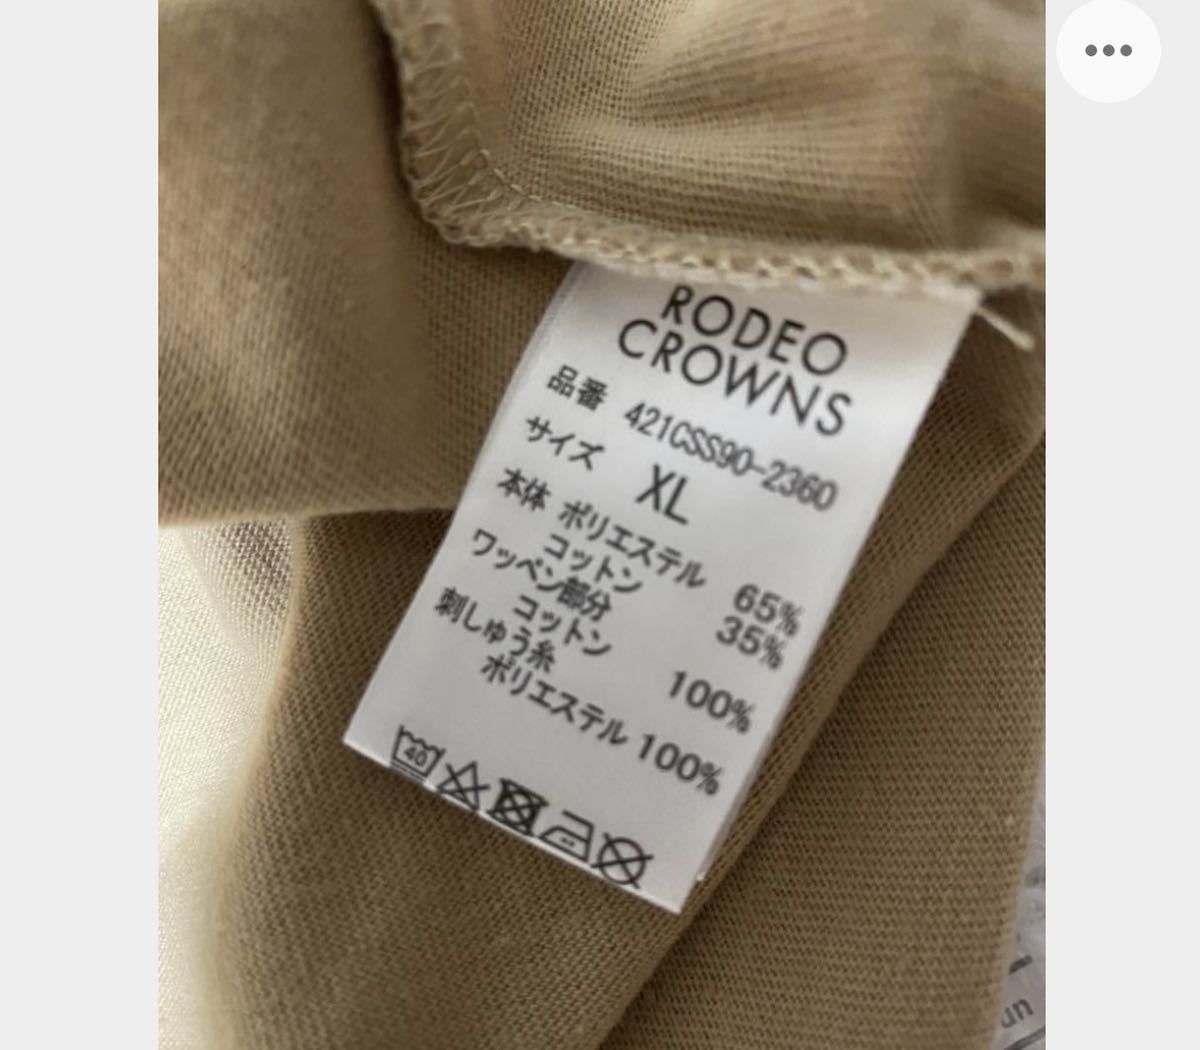 RODEO
CROWNS
品番 421CSS90-2360
サイズ XL
本体 ポリエステル 65%
コットン 35%
ワッペン部分
コットン 100%
刺しゅう糸
ポリエステル 100%
40
un